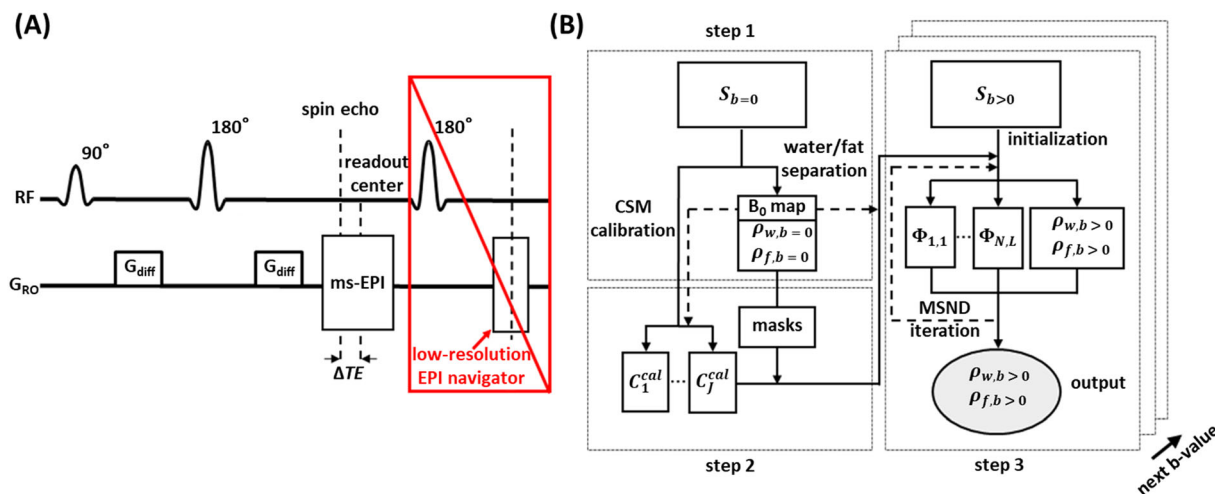 (A)
90°
180°
spin echo
readout
center
180°
RF
G_diff
G_diff
ms-EPI
G_RO
ΔTE
low-resolution
EPI navigator
(B)
step 1
S_{b=0}
water/fat
separation
CSM
calibration
B_0 map
ρ_{w,b=0}
ρ_{f,b=0}
masks
C_1^{cal} ... C_J^{cal}
step 2
S_{b>0}
initialization
Φ_{1,1} ... Φ_{N,L}
ρ_{w,b>0}
ρ_{f,b>0}
MSND
iteration
ρ_{w,b>0}
ρ_{f,b>0}
output
step 3
next b-value